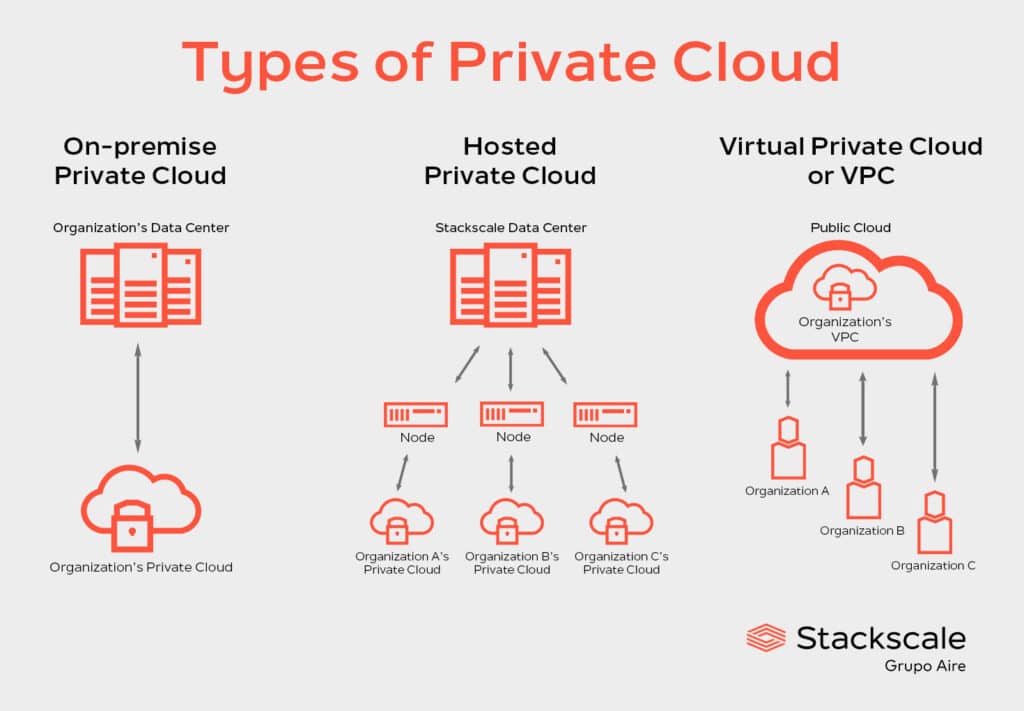 Types of Private Cloud
On-premise
Private Cloud
Organization's Data Center
Organization's Private Cloud
Hosted
Private Cloud
Stackscale Data Center
Node
Node
Node
Organization A's
Private Cloud
Organization B's
Private Cloud
Organization C's
Private Cloud
Virtual Private Cloud
or VPC
Public Cloud
Organization's
VPC
Organization A
Organization B
Organization C
Stackscale
Grupo Aire